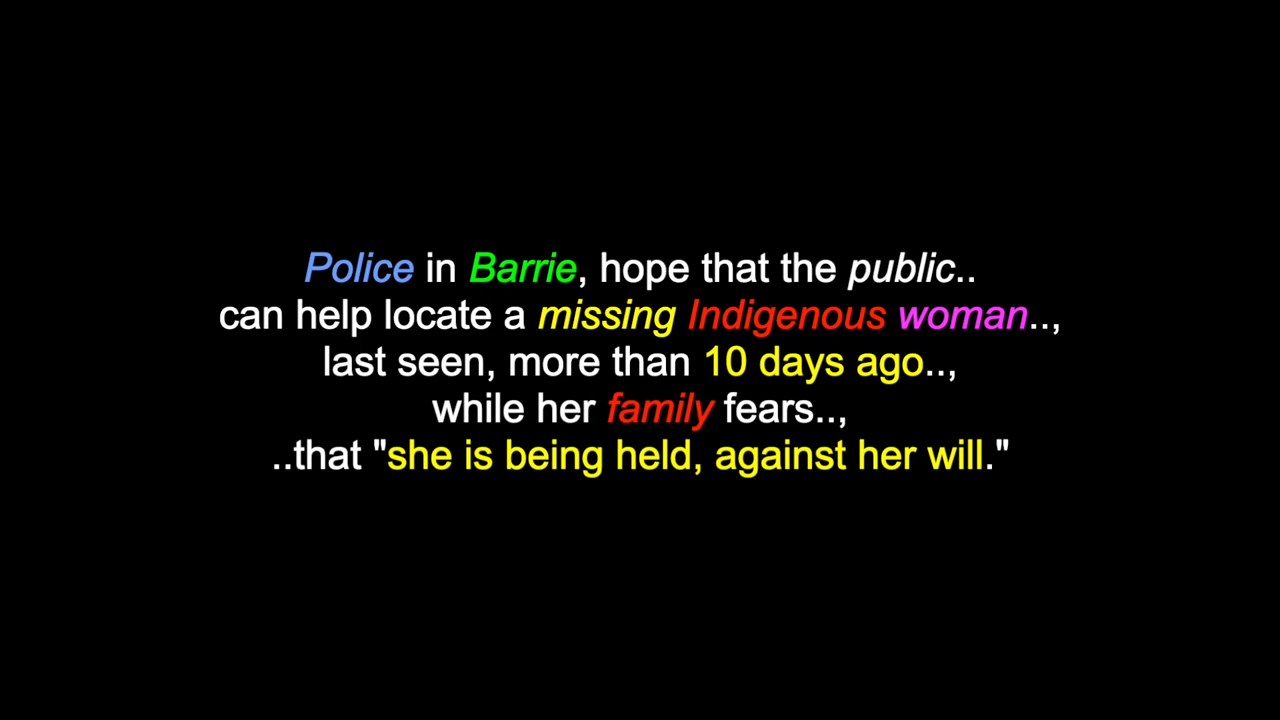 Police in Barrie, hope that the public..
can help locate a missing Indigenous woman..,
last seen, more than 10 days ago..,
while her family fears..,
..that "she is being held, against her will."